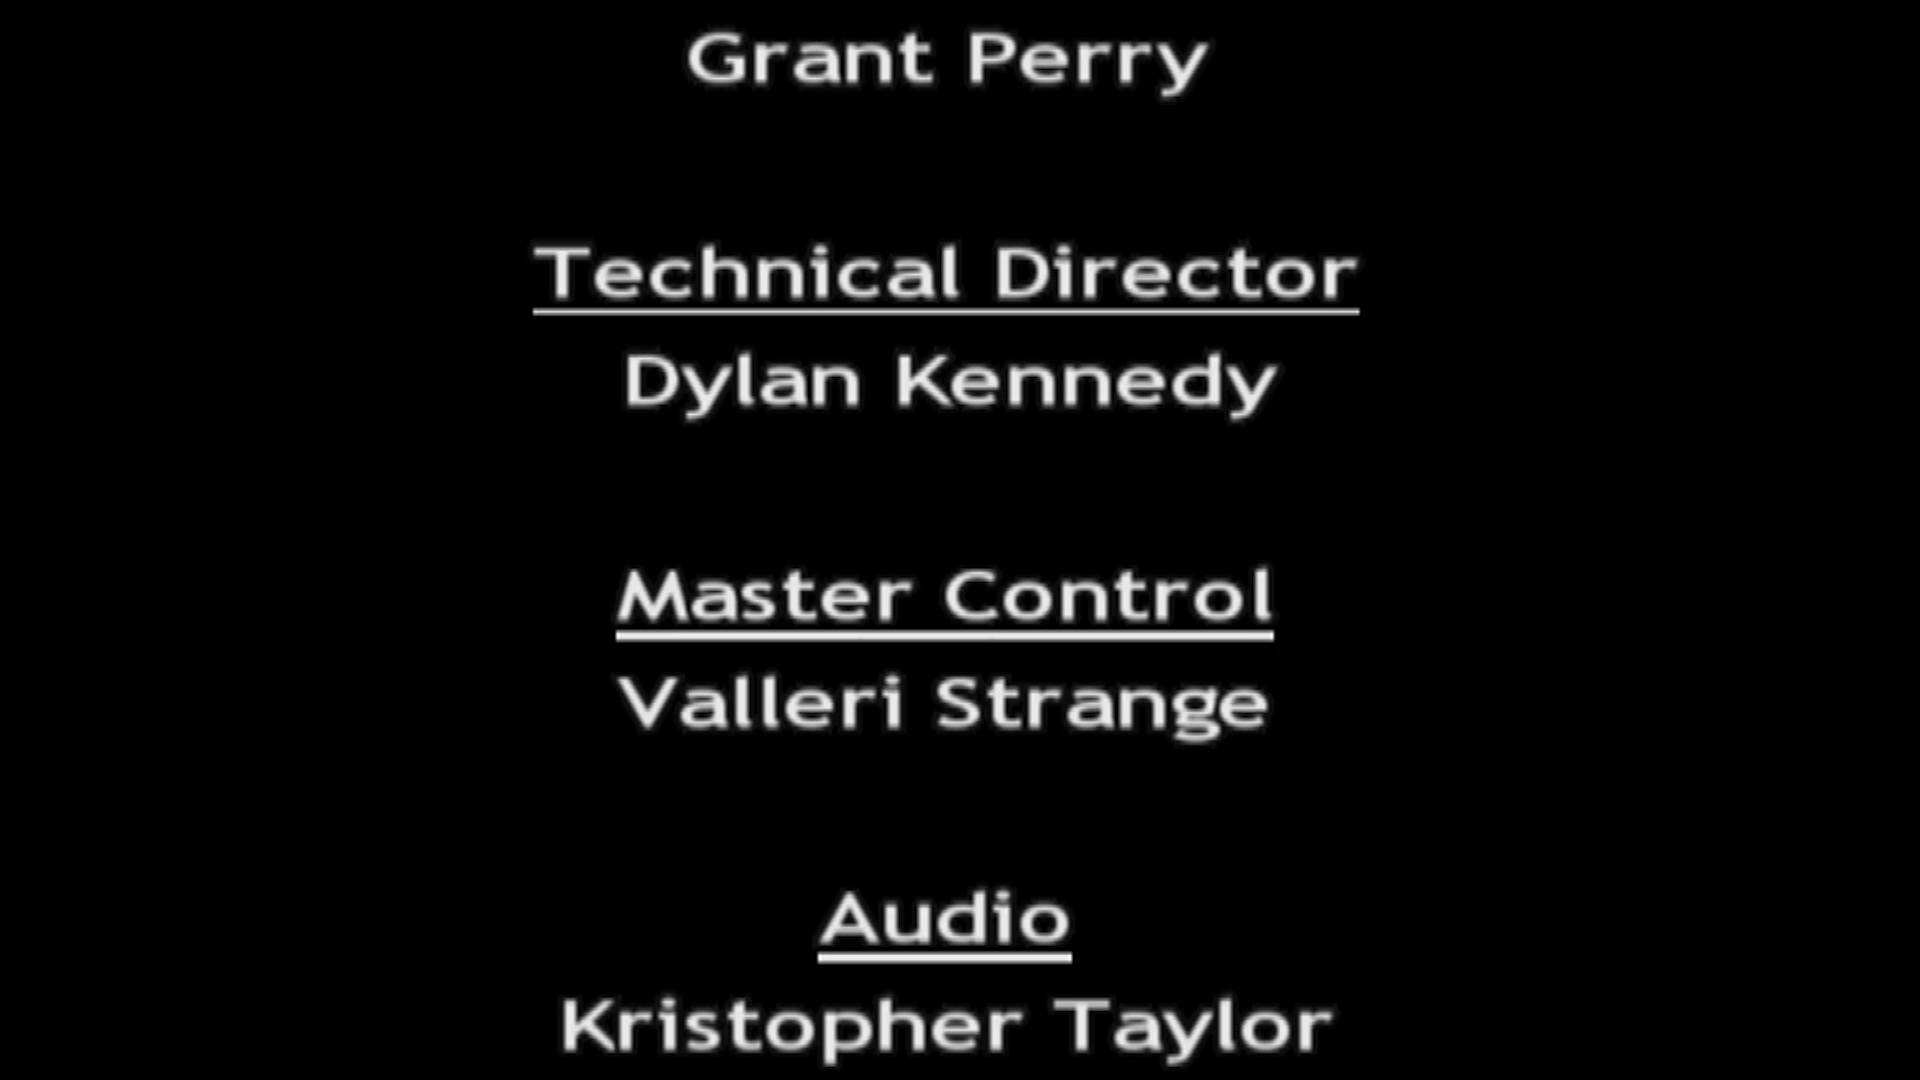 Grant Perry
Technical Director
Dylan Kennedy
Master Control
Valleri Strange
Audio
Kristopher Taylor